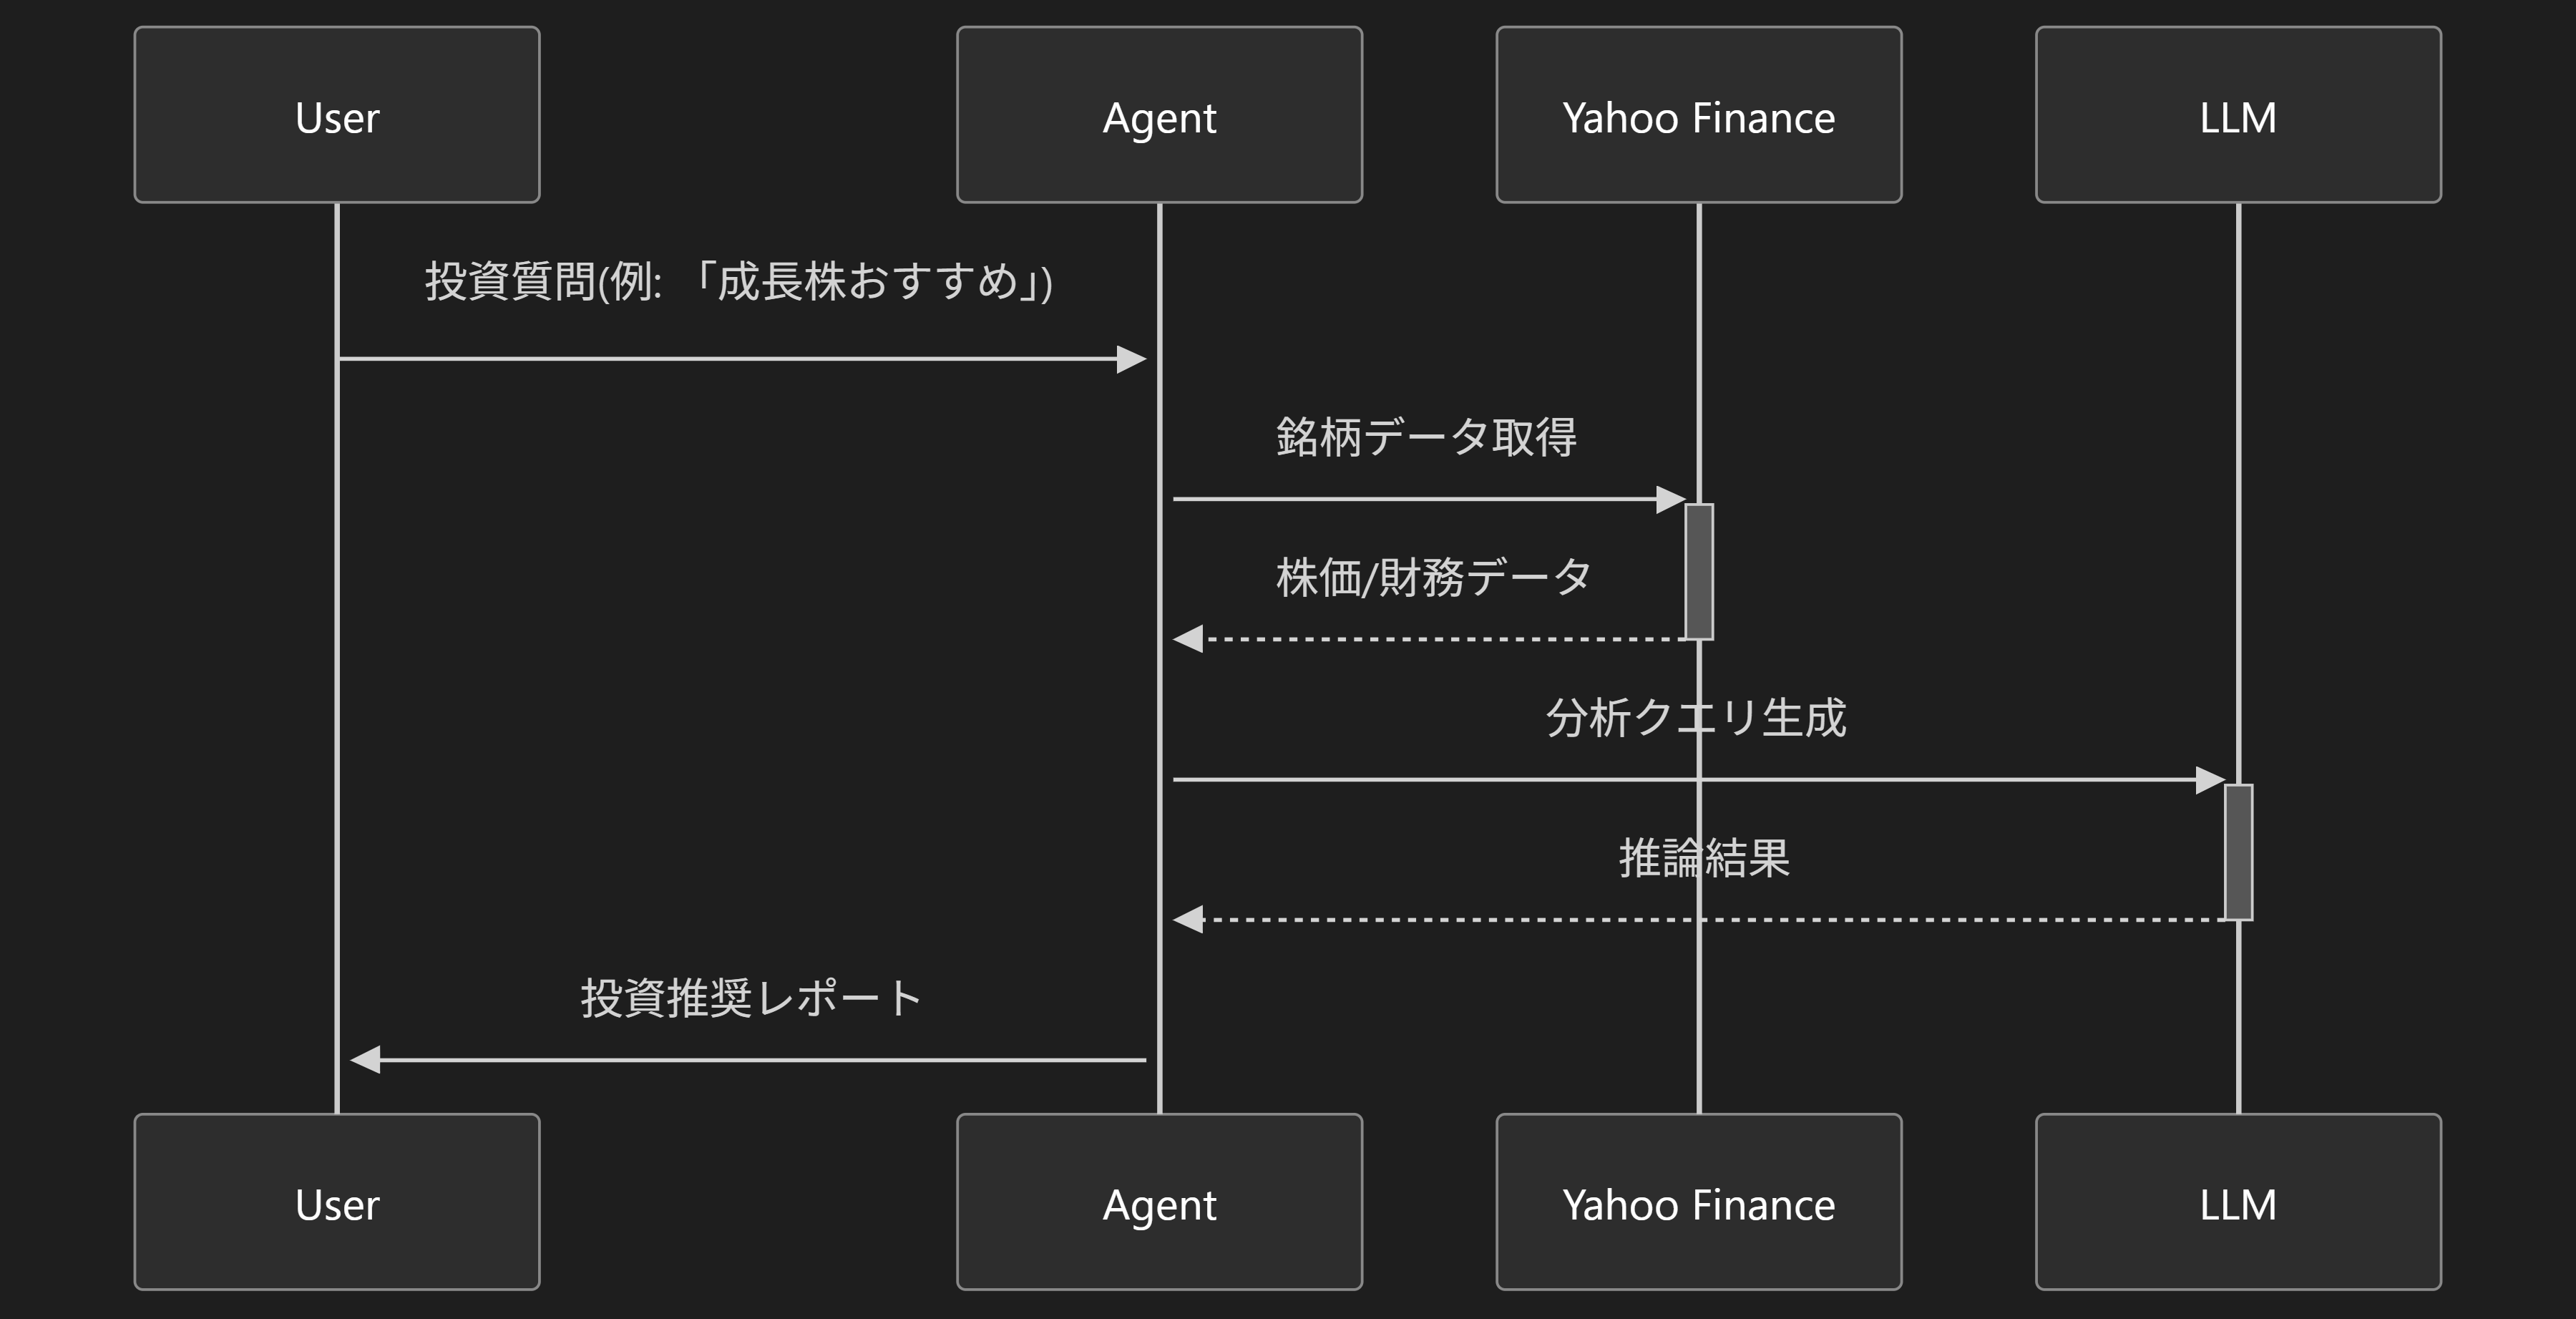 User
Agent
Yahoo Finance
LLM
投資質問(例: 「成長株おすすめ」)
銘柄データ取得
株価/財務データ
分析クエリ生成
推論結果
投資推奨レポート
User
Agent
Yahoo Finance
LLM